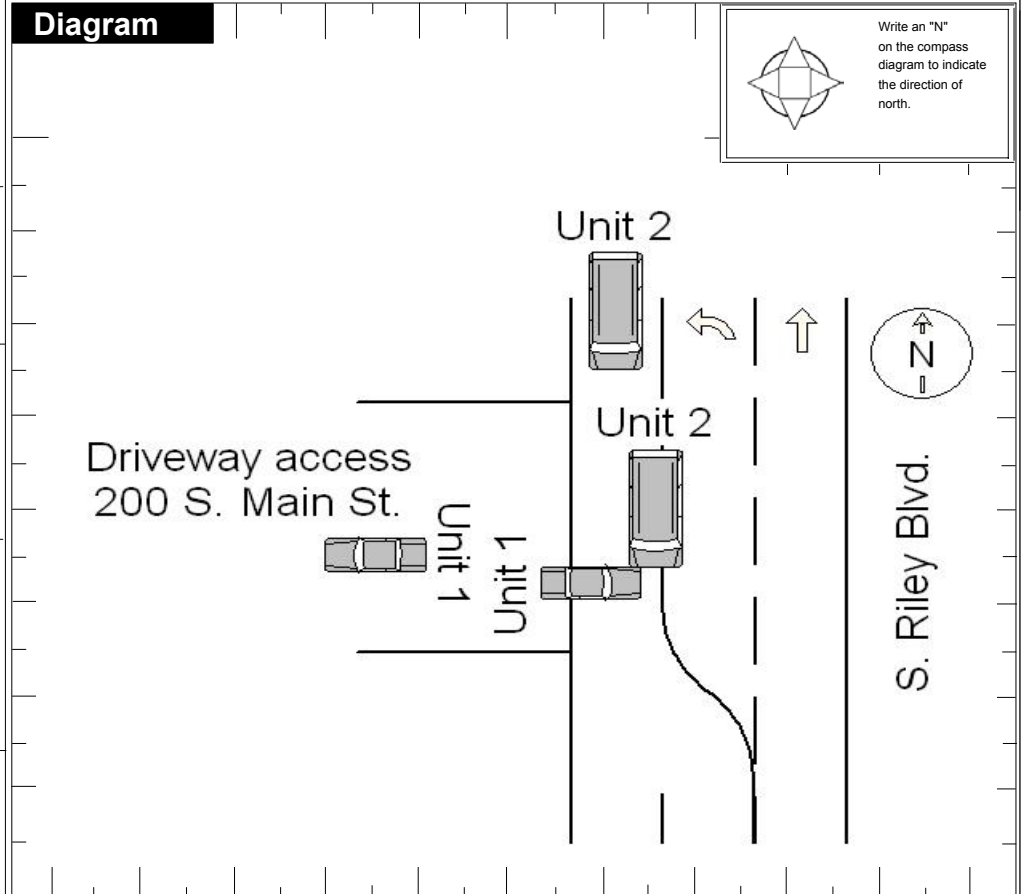 Diagram
Write an "N"
on the compass
diagram to indicate
the direction of
north.
Unit 2
N
Unit 2
Driveway access
200 S. Main St.
Unit 1
Unit 1
S. Riley Blvd.